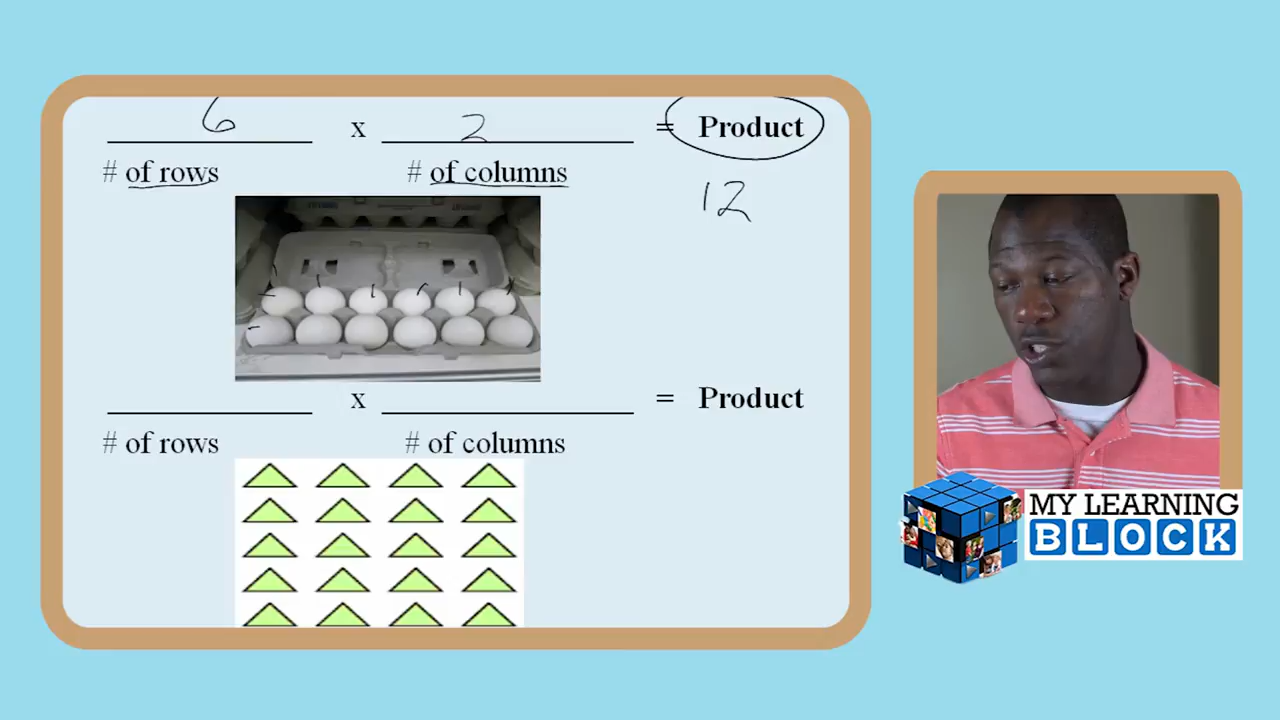 6 x 2 = Product
# of rows # of columns
12
x = Product
# of rows # of columns
MY LEARNING
BLOCK